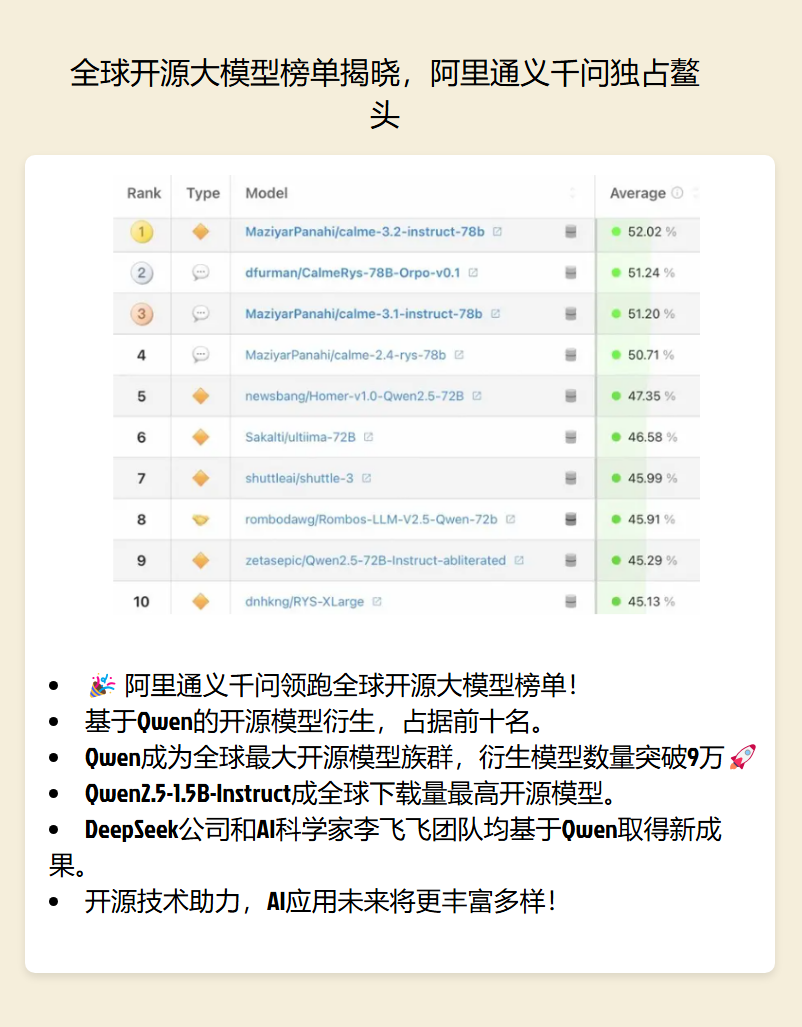 全球开源大模型榜单揭晓，阿里通义千问独占鳌
头
Rank Type Model Average
1 MaziyarPanahi/calme-3.2-instruct-78b 52.02 %
2 dfurman/CalmeRys-78B-Orpo-v0.1 51.24 %
3 MaziyarPanahi/calme-3.1-instruct-78b 51.20 %
4 MaziyarPanahi/calme-2.4-rys-78b 50.71 %
5 newsbang/Homer-v1.0-Qwen2.5-72B 47.35 %
6 Sakalti/ultiima-72B 46.58 %
7 shuttleai/shuttle-3 45.99 %
8 rombodawg/Rombos-LLM-V2.5-Qwen-72b 45.91 %
9 zetasepic/Qwen2.5-72B-Instruct-abliterated 45.29 %
10 dnhkng/RYS-XLarge 45.13 %
• 🎉 阿里通义千问领跑全球开源大模型榜单！
• 基于Qwen的开源模型衍生，占据前十名。
• Qwen成为全球最大开源模型族群，衍生模型数量突破9万🚀
• Qwen2.5-1.5B-Instruct成全球下载量最高开源模型。
• DeepSeek公司和AI科学家李飞飞团队均基于Qwen取得新成
果。
• 开源技术助力，AI应用未来将更丰富多样！